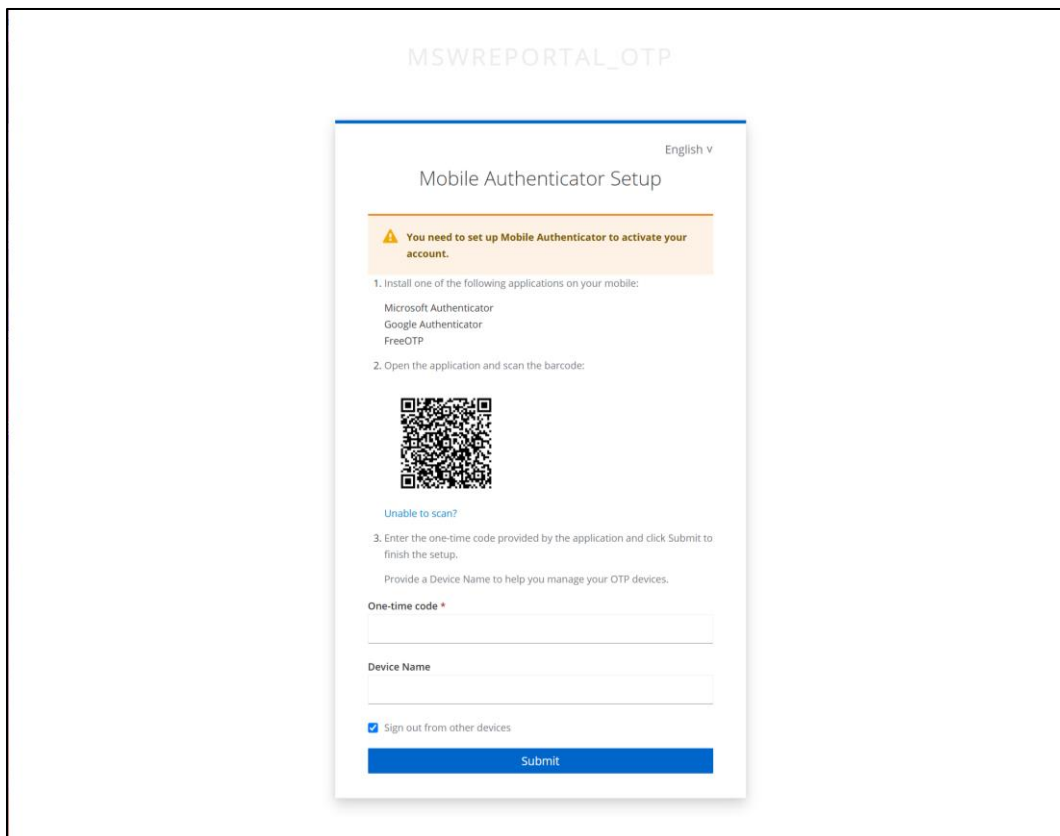 MSWREPORTAL_OTP
English v
Mobile Authenticator Setup
You need to set up Mobile Authenticator to activate your
account.
1. Install one of the following applications on your mobile:
Microsoft Authenticator
Google Authenticator
FreeOTP
2. Open the application and scan the barcode:
Unable to scan?
3. Enter the one-time code provided by the application and click Submit to
finish the setup.
Provide a Device Name to help you manage your OTP devices.
One-time code *
Device Name
Sign out from other devices
Submit